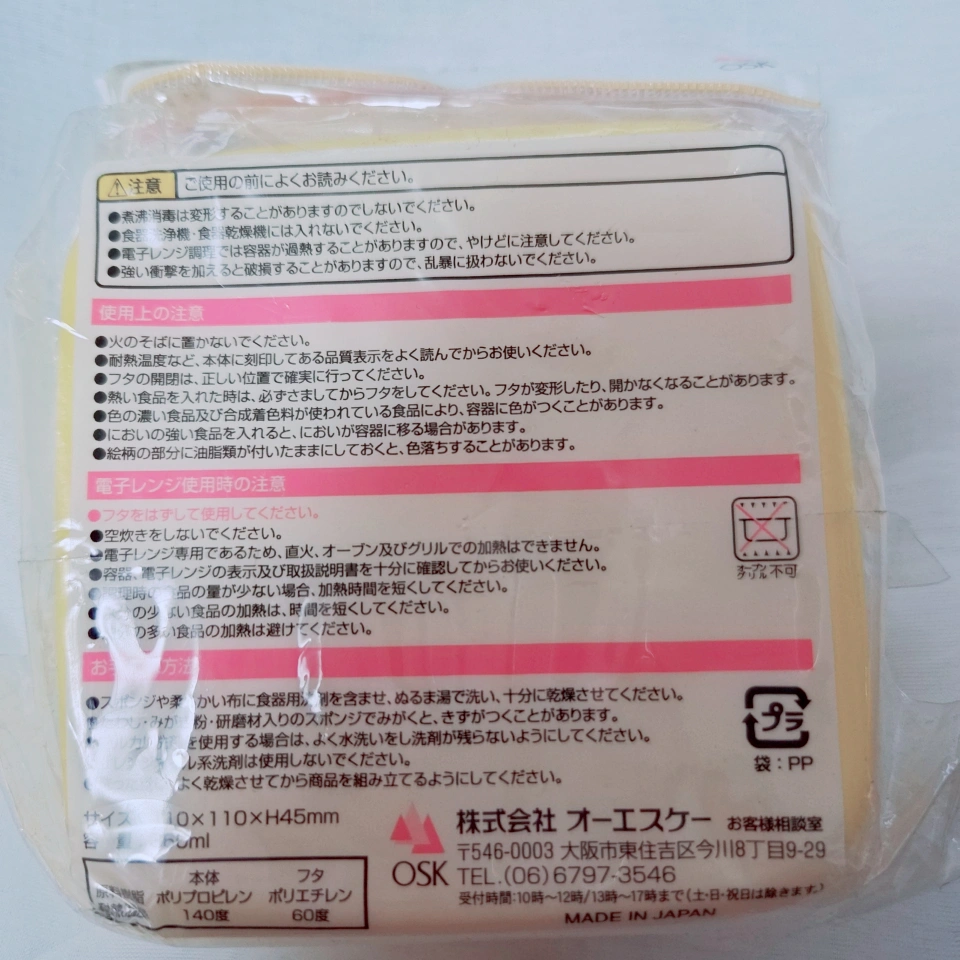 OSK
⚠注意 ご使用の前によくお読みください。
●煮沸消毒は変形することがありますのでしないでください。
●食器洗浄機・食器乾燥機には入れないでください。
●電子レンジ調理では容器が過熱することがありますので、やけどに注意してください。
●強い衝撃を加えると破損することがありますので、乱暴に扱わないでください。
使用上の注意
●火のそばに置かないでください。
●耐熱温度など、本体に刻印してある品質表示をよく読んでからお使いください。
●フタの開閉は、正しい位置で確実に行ってください。
●熱い食品を入れた時は、必ずさましてからフタをしてください。フタが変形したり、開かなくなることがあります。
●色の濃い食品及び合成着色料が使われている食品により、容器に色がつくことがあります。
●においの強い食品を入れると、においが容器に移る場合があります。
●絵柄の部分に油脂類が付いたままにしておくと、色落ちすることがあります。
電子レンジ使用時の注意
●フタをはずして使用してください。
●空炊きをしないでください。
●電子レンジ専用であるため、直火、オーブン及びグリルでの加熱はできません。
●容器、電子レンジの表示及び取扱説明書を十分に確認してからお使いください。
理時の食品の量が少ない場合、加熱時間を短くしてください。
の少ない食品の加熱は、時間を短くしてください。
の多い食品の加熱は避けてください。
オーブン
グリル不可
お手 方法
●スポンジや柔らかい布に食器用洗剤を含ませ、ぬるま湯で洗い、十分に乾燥させてください。
・みがき粉・研磨材入りのスポンジでみがくと、きずがつくことがあります。
を使用する場合は、よく水洗いをし洗剤が残らないようにしてください。
系洗剤は使用しないでください。
よく乾燥させてから商品を組み立てるようにしてください。
プラ
袋：PP
サイズ 10×110×H45mm
容 量 ml
本体 フタ
ポリプロピレン ポリエチレン
140度 60度
OSK
株式会社 オーエスケー お客様相談室
〒546-0003 大阪市東住吉区今川8丁目9-29
TEL.(06)6797-3546
受付時間：10時～12時/13時～17時まで(土・日・祝日は除きます。)
MADE IN JAPAN